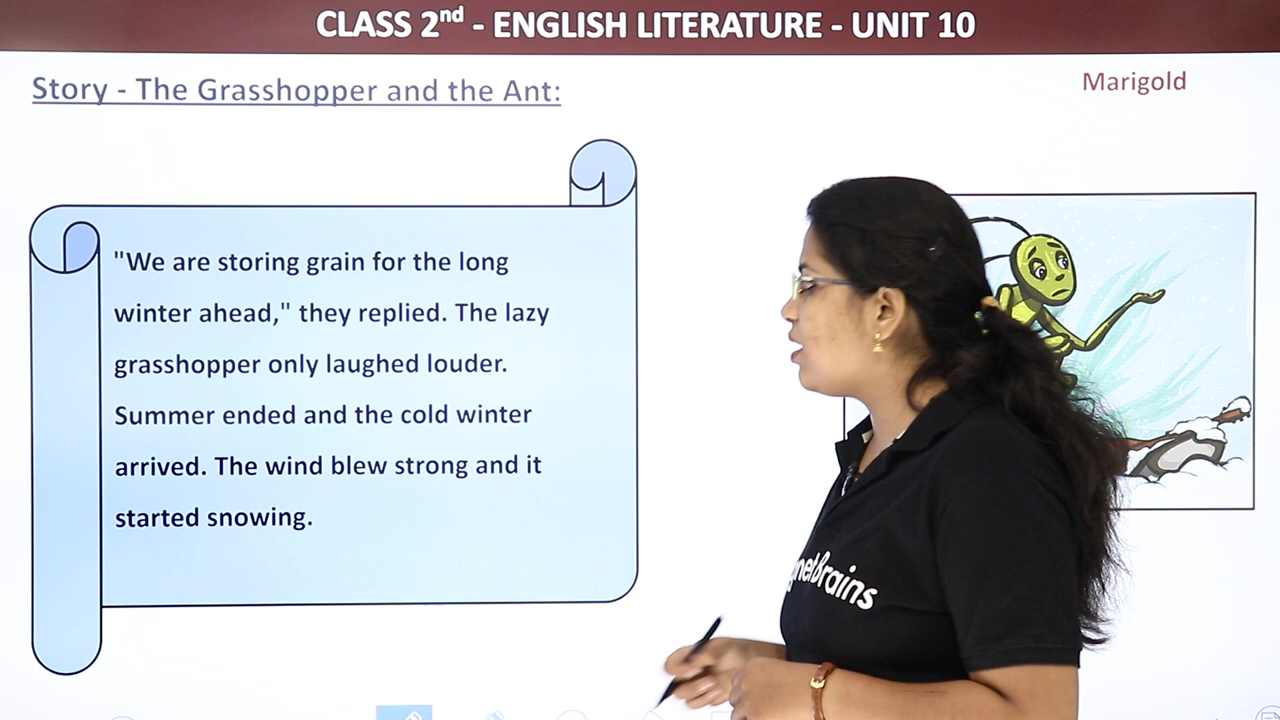 CLASS 2nd - ENGLISH LITERATURE - UNIT 10
Story - The Grasshopper and the Ant:
Marigold
"We are storing grain for the long
winter ahead," they replied. The lazy
grasshopper only laughed louder.
Summer ended and the cold winter
arrived. The wind blew strong and it
started snowing.